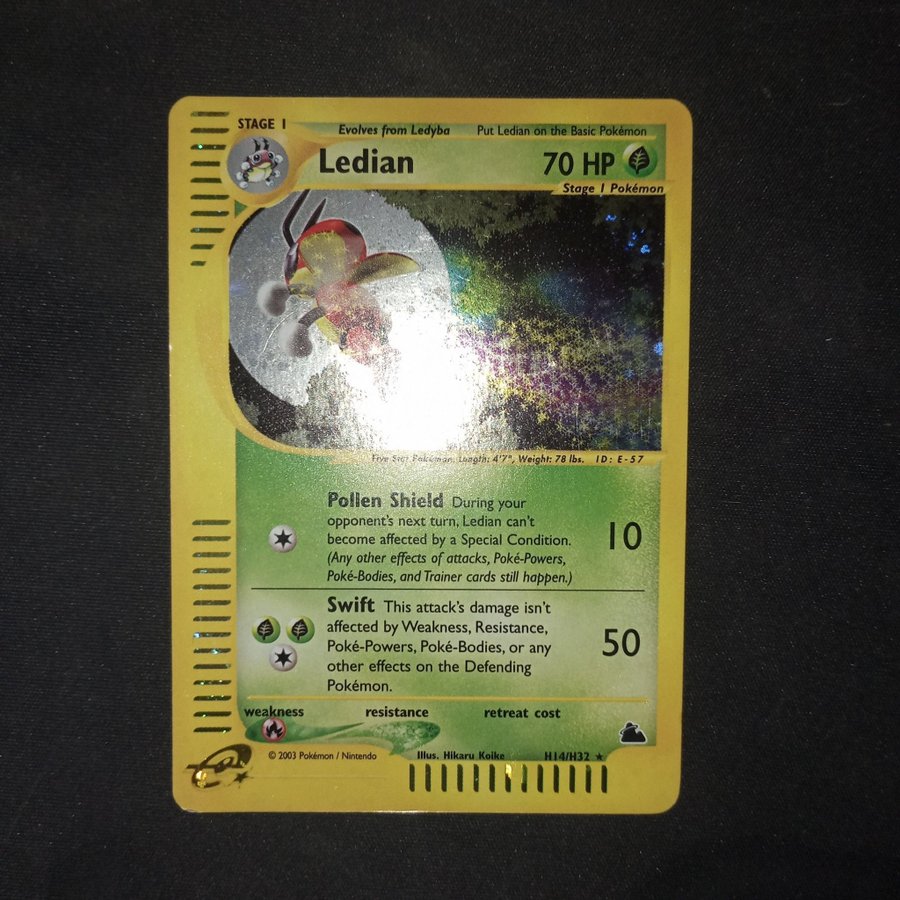 STAGE 1 Evolves from Ledyba Put Ledian on the Basic Pokémon
Ledian 70 HP
Stage 1 Pokémon
Five Star Pokémon. Length: 4'7", Weight: 78 lbs. ID: E-57
Pollen Shield During your
opponent's next turn, Ledian can't
become affected by a Special Condition.
(Any other effects of attacks, Poké-Powers,
Poké-Bodies, and Trainer cards still happen.)
10
Swift This attack's damage isn't
affected by Weakness, Resistance,
Poké-Powers, Poké-Bodies, or any
other effects on the Defending
Pokémon.
50
weakness resistance retreat cost
© 2003 Pokémon / Nintendo Illus. Hikaru Koike H14/H32 ★
e